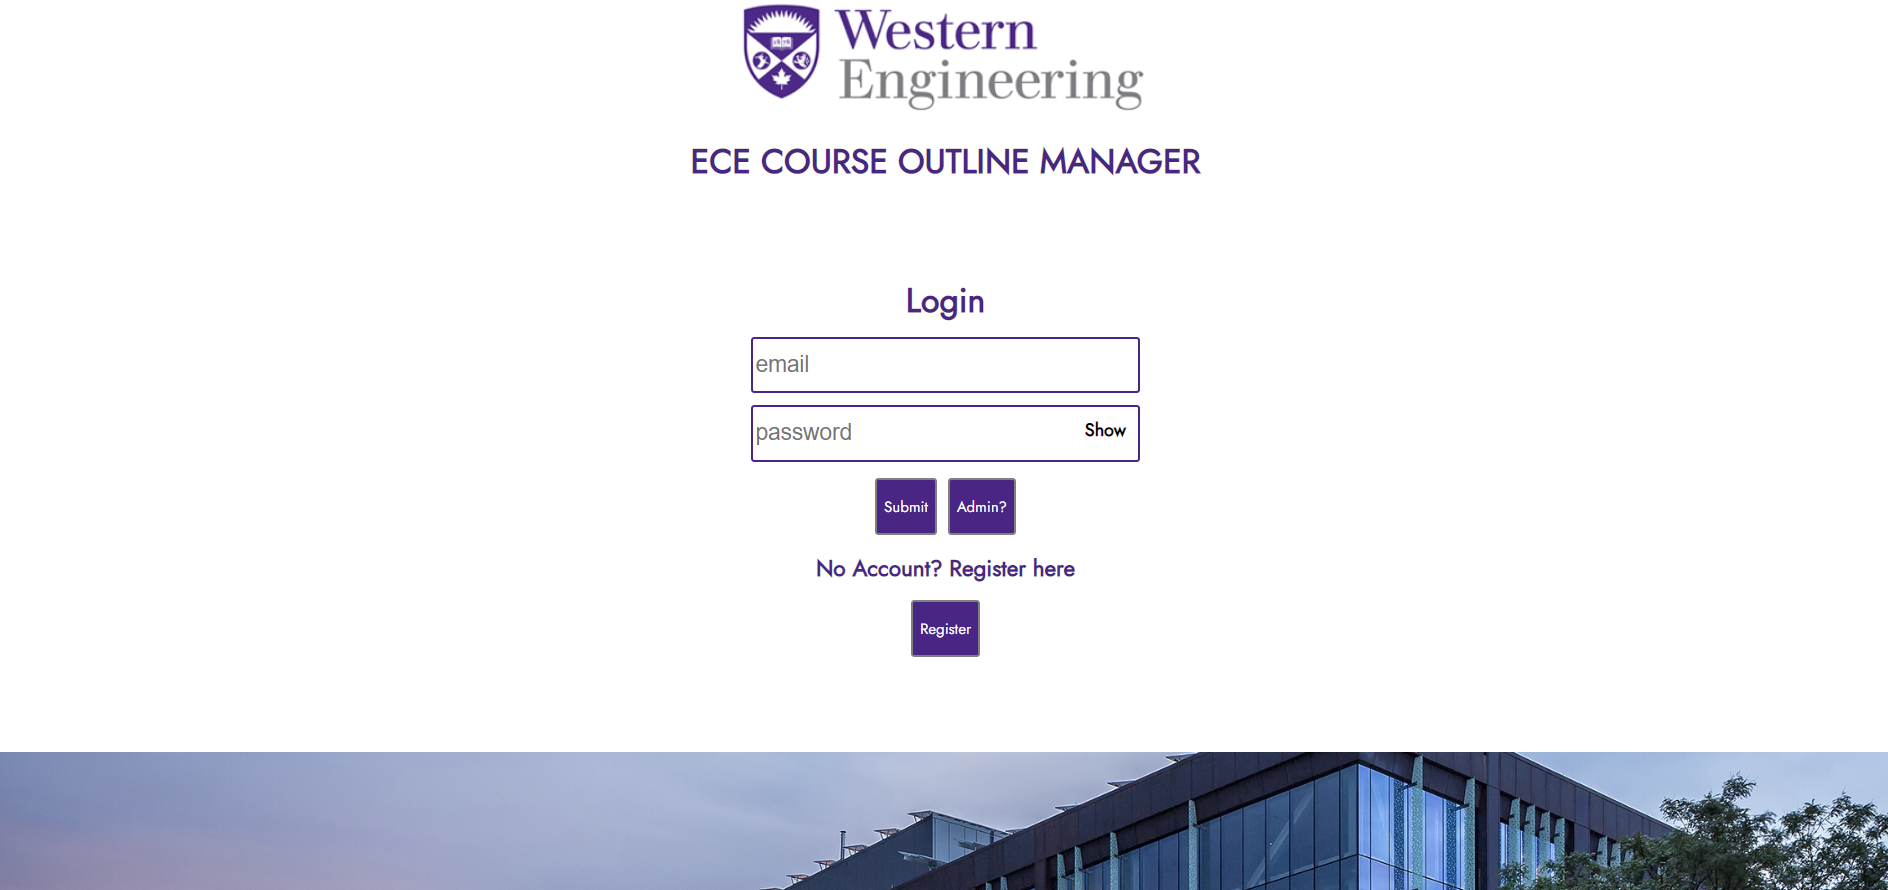 Western
Engineering
ECE COURSE OUTLINE MANAGER
Login
email
password Show
Submit Admin?
No Account? Register here
Register